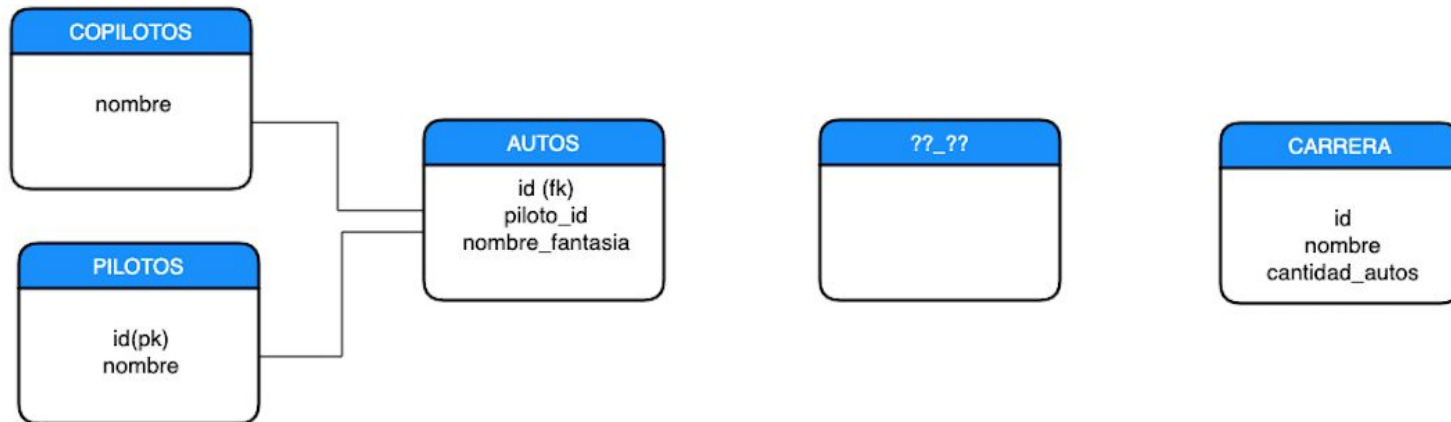 COPILOTOS
nombre
PILOTOS
id(pk)
nombre
AUTOS
id (fk)
piloto_id
nombre_fantasia
??_??
CARRERA
id
nombre
cantidad_autos